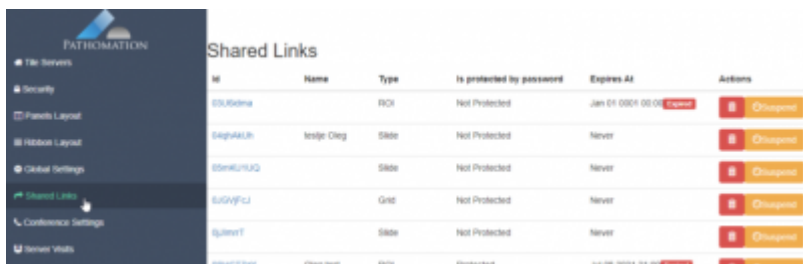 PATHOMATION
Tile Servers
Security
Panels Layout
Ribbon Layout
Global Settings
Shared Links
Conference Settings
Server Visits
Shared Links
Id Name Type Is protected by password Expires At Actions
ROI Not Protected Jan 01 0001 00:00 Expired Suspend
testje Oleg Slide Not Protected Never Suspend
Slide Not Protected Never Suspend
Grid Not Protected Never Suspend
Slide Not Protected Never Suspend